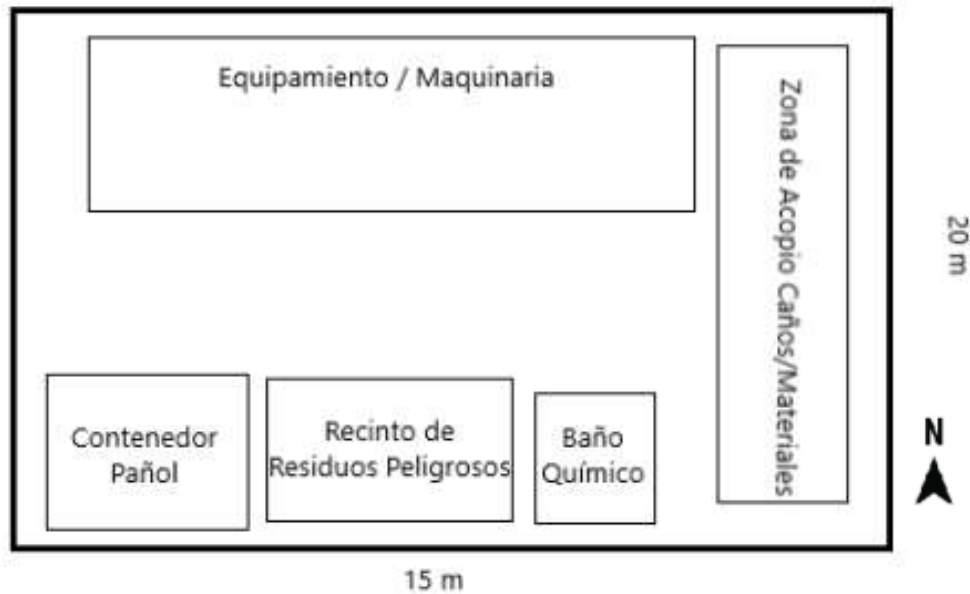 Equipamiento / Maquinaria
Zona de Acopio Caños/Materiales
20 m
Contenedor
Pañol
Recinto de
Residuos Peligrosos
Baño
Químico
N
15 m